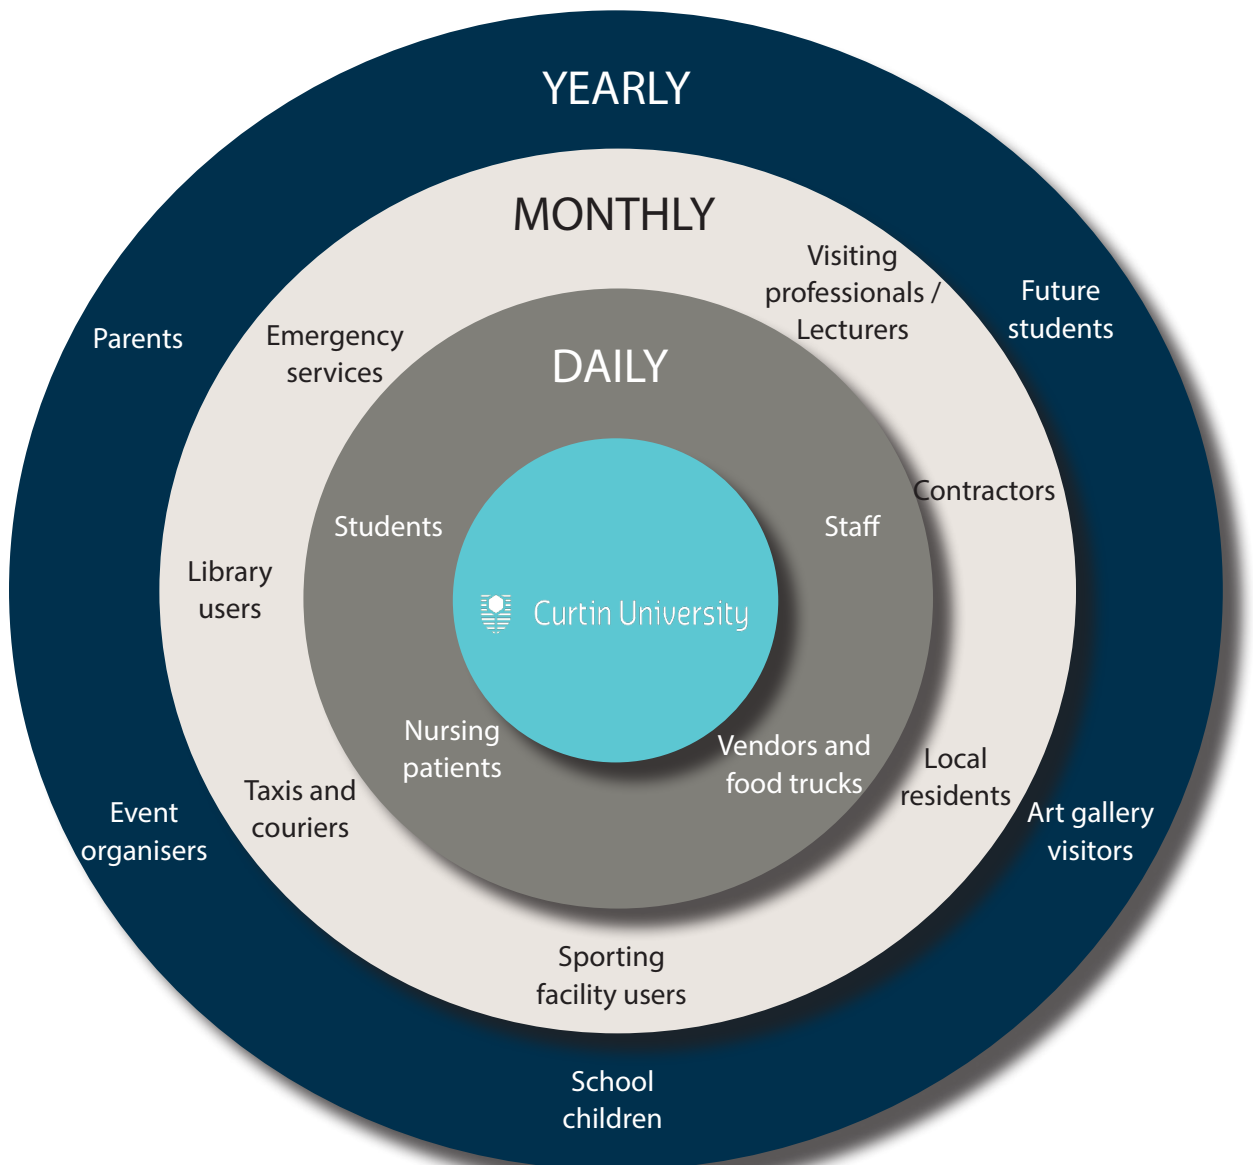 YEARLY
MONTHLY
Visiting
professionals /
Lecturers
Future
students
Parents
Emergency
services
DAILY
Contractors
Students
Staff
Library
users
Curtin University
Nursing
patients
Vendors and
food trucks
Local
residents
Taxis and
couriers
Event
organisers
Art gallery
visitors
Sporting
facility users
School
children